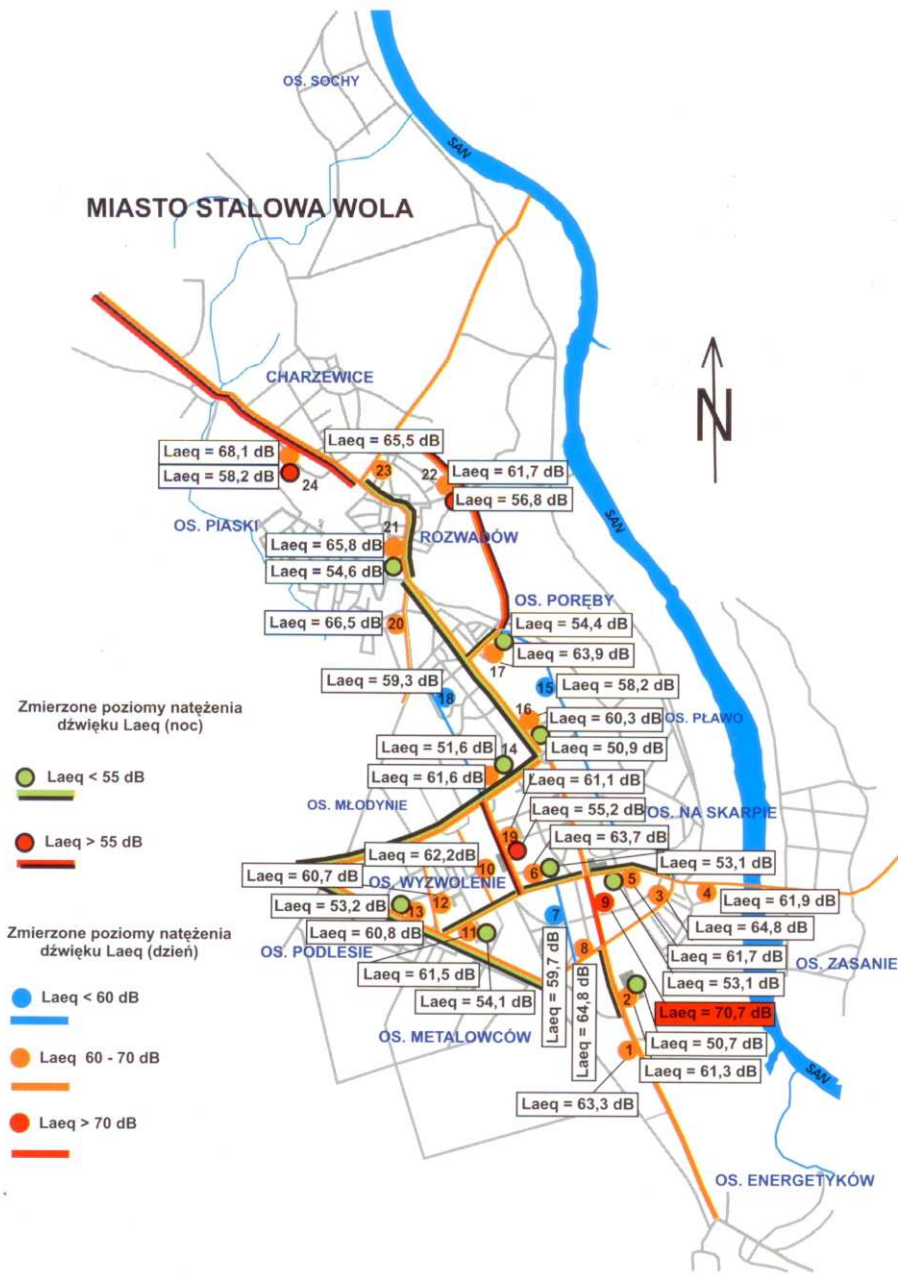 OS. SOCHY
SAN
MIASTO STALOWA WOLA
CHARZEWICE
N
Laeq = 65,5 dB
Laeq = 68,1 dB
Laeq = 58,2 dB
24
23
22
Laeq = 61,7 dB
Laeq = 56,8 dB
SAN
OS. PIASKI
21
ROZWADÓW
Laeq = 65,8 dB
Laeq = 54,6 dB
OS. PORĘBY
Laeq = 66,5 dB
20
Laeq = 54,4 dB
Laeq = 63,9 dB
17
Laeq = 59,3 dB
18
15
Laeq = 58,2 dB
Zmierzone poziomy natężenia
dźwięku Laeq (noc)
Laeq < 55 dB
Laeq > 55 dB
16
Laeq = 60,3 dB
OS. PŁAWO
Laeq = 50,9 dB
Laeq = 51,6 dB
14
Laeq = 61,6 dB
Laeq = 61,1 dB
OS. MŁODYNIE
Laeq = 55,2 dB
OS. NA SKARPIE
19
Laeq = 63,7 dB
Laeq = 62,2dB
Laeq = 53,1 dB
Laeq = 60,7 dB
OS. WYZWOLENIE
10
6
5
4
3
Laeq = 61,9 dB
Laeq = 53,2 dB
13
12
7
9
Laeq = 64,8 dB
Laeq = 60,8 dB
11
8
Laeq = 61,7 dB
OS. PODLESIE
OS. ZASANIE
Laeq = 61,5 dB
Laeq = 53,1 dB
Laeq = 54,1 dB
Laeq = 59,7 dB
Laeq = 64,8 dB
2
Laeq = 70,7 dB
OS. METALOWCÓW
Laeq = 50,7 dB
1
Laeq = 61,3 dB
SAN
Laeq = 63,3 dB
Zmierzone poziomy natężenia
dźwięku Laeq (dzień)
Laeq < 60 dB
Laeq 60 - 70 dB
Laeq > 70 dB
OS. ENERGETYKÓW